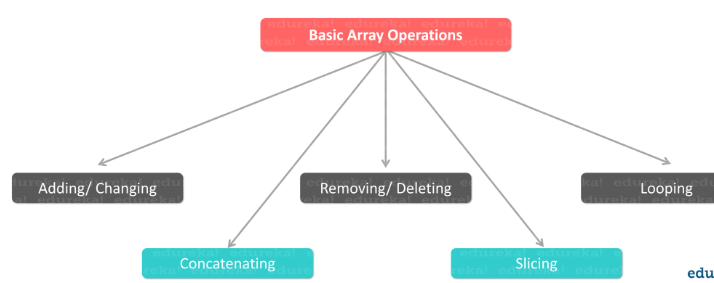 Basic Array Operations
Adding/ Changing
Removing/ Deleting
Looping
Concatenating
Slicing
edu